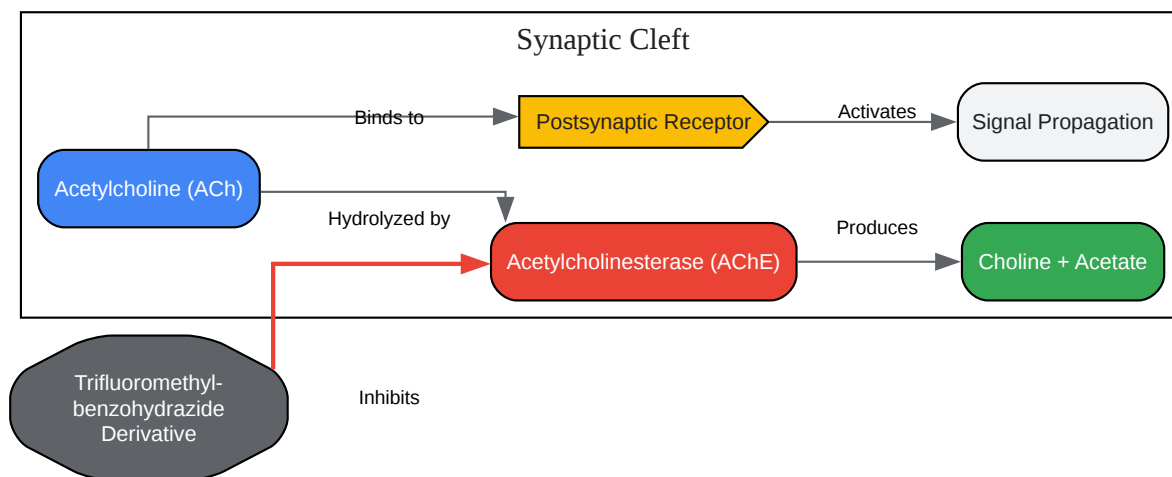 Synaptic Cleft
Binds to
Postsynaptic Receptor
Activates
Signal Propagation
Acetylcholine (ACh)
Hydrolyzed by
Acetylcholinesterase (AChE)
Produces
Choline + Acetate
Trifluoromethyl-
benzohydrazide
Derivative
Inhibits